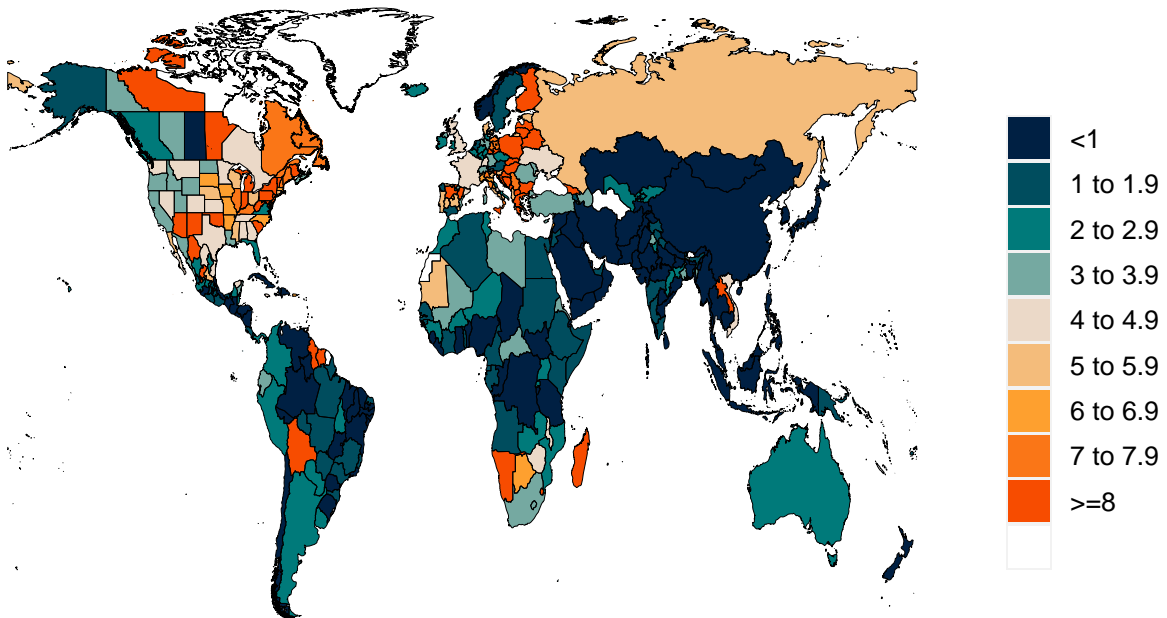 <1
1 to 1.9
2 to 2.9
3 to 3.9
4 to 4.9
5 to 5.9
6 to 6.9
7 to 7.9
>=8